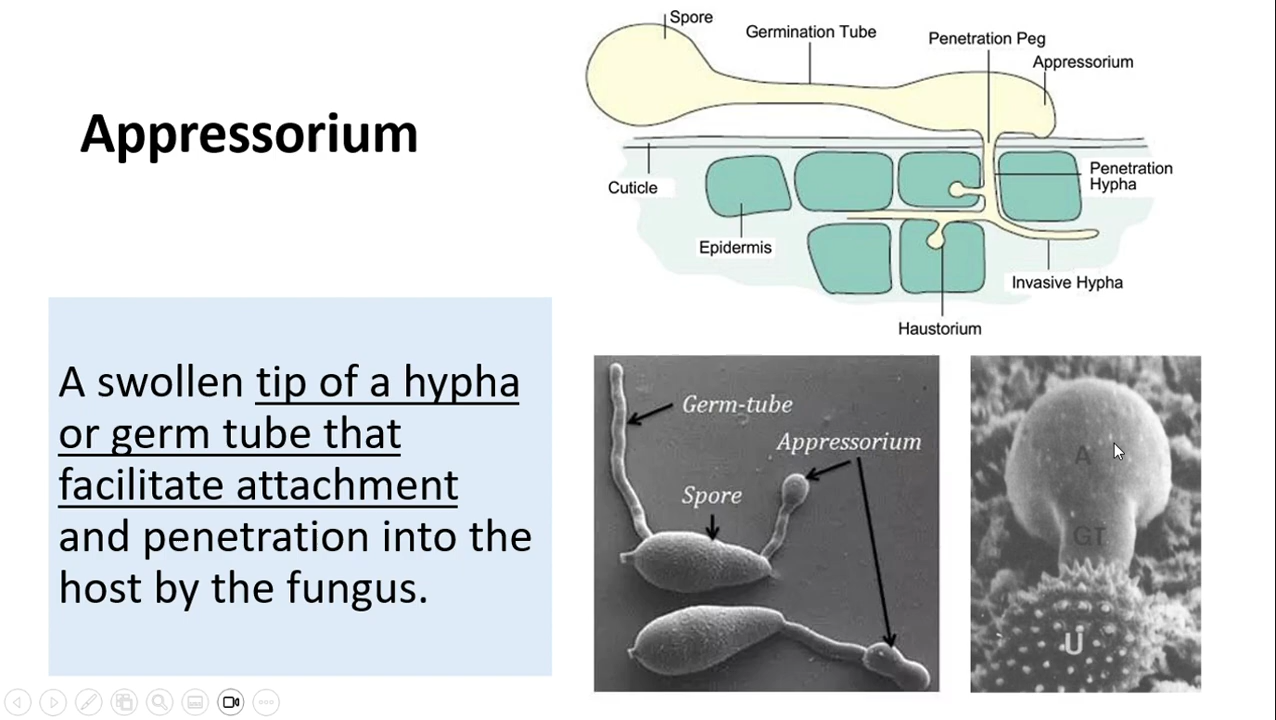 Appressorium
A swollen tip of a hypha
or germ tube that
facilitate attachment
and penetration into the
host by the fungus.
Spore
Germination Tube
Penetration Peg
Appressorium
Cuticle
Penetration
Hypha
Epidermis
Invasive Hypha
Haustorium
Germ-tube
Appressorium
Spore
A
GT
U